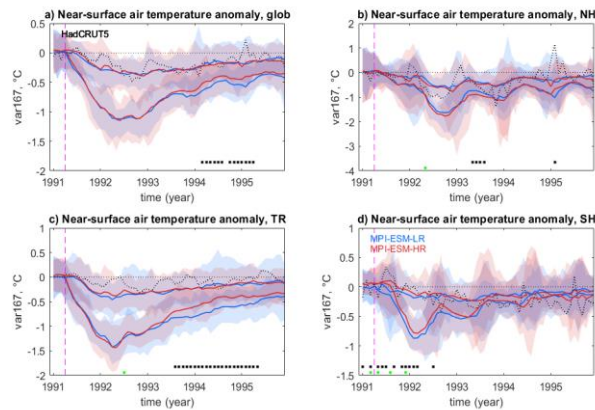 a) Near-surface air temperature anomaly, glob
HadCRUT5
var167, °C
0.5
0
-0.5
-1
-1.5
-2
1991 1992 1993 1994 1995
time (year)
b) Near-surface air temperature anomaly, NH
var167, °C
3
2
1
0
-1
-2
-3
-4
1991 1992 1993 1994 1995
time (year)
c) Near-surface air temperature anomaly, TR
var167, °C
1
0.5
0
-0.5
-1
-1.5
-2
1991 1992 1993 1994 1995
time (year)
d) Near-surface air temperature anomaly, SH
MPI-ESM-LR
MPI-ESM-HR
var167, °C
1
0.5
0
-0.5
-1
-1.5
1991 1992 1993 1994 1995
time (year)